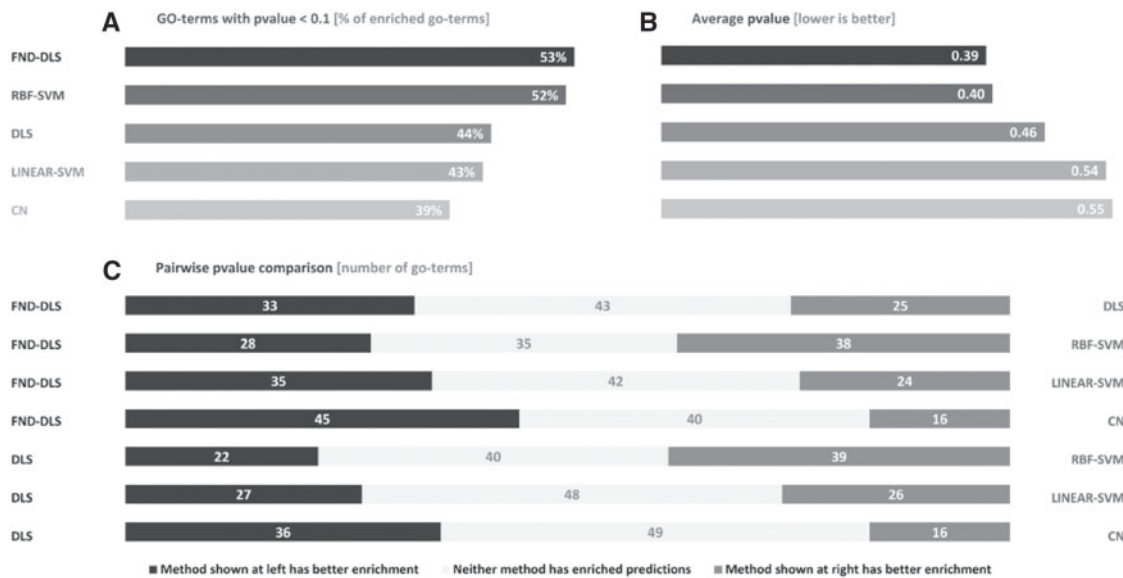 A GO-terms with pvalue < 0.1 [% of enriched go-terms]
FND-DLS 53%
RBF-SVM 52%
DLS 44%
LINEAR-SVM 43%
CN 39%
B Average pvalue [lower is better]
0.39
0.40
0.46
0.54
0.55
C Pairwise pvalue comparison [number of go-terms]
FND-DLS 33 43 25 DLS
FND-DLS 28 35 38 RBF-SVM
FND-DLS 35 42 24 LINEAR-SVM
FND-DLS 45 40 16 CN
DLS 22 40 39 RBF-SVM
DLS 27 48 26 LINEAR-SVM
DLS 36 49 16 CN
Method shown at left has better enrichment Neither method has enriched predictions Method shown at right has better enrichment